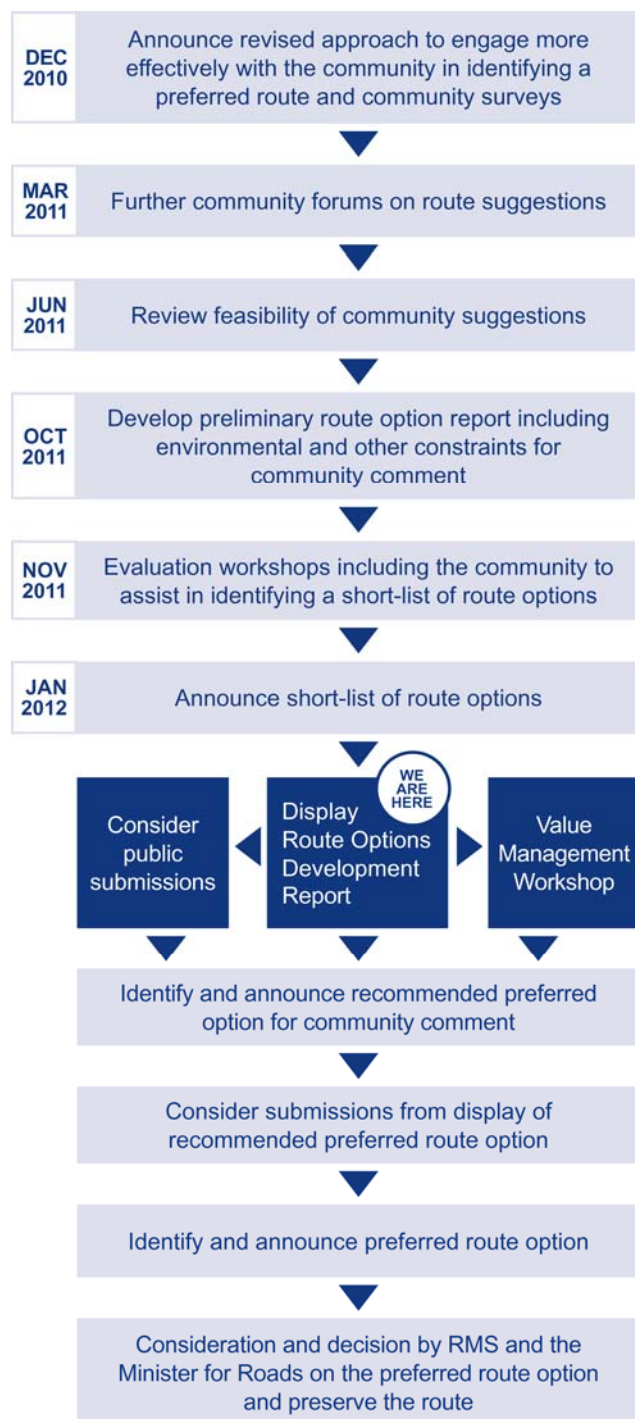 DEC
2010
Announce revised approach to engage more
effectively with the community in identifying a
preferred route and community surveys
MAR
2011
Further community forums on route suggestions
JUN
2011
Review feasibility of community suggestions
OCT
2011
Develop preliminary route option report including
environmental and other constraints for
community comment
NOV
2011
Evaluation workshops including the community to
assist in identifying a short-list of route options
JAN
2012
Announce short-list of route options
Consider
public
submissions
WE
ARE
HERE
Display
Route Options
Development
Report
Value
Management
Workshop
Identify and announce recommended preferred
option for community comment
Consider submissions from display of
recommended preferred route option
Identify and announce preferred route option
Consideration and decision by RMS and the
Minister for Roads on the preferred route option
and preserve the route